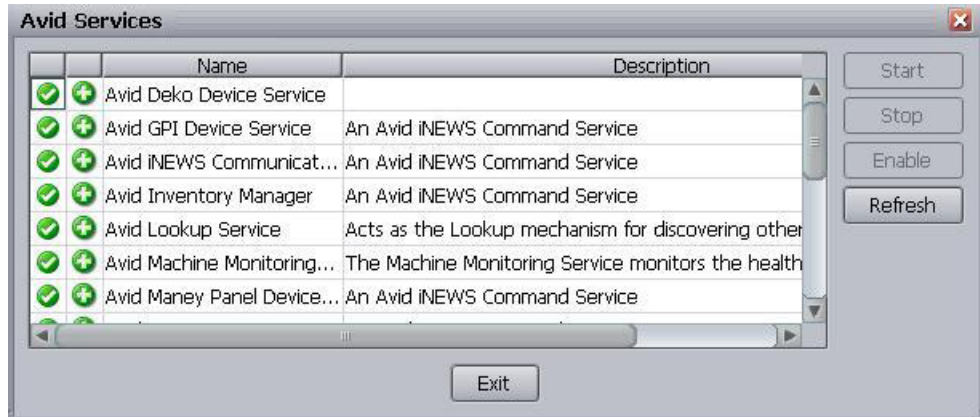 Avid Services
Name Description
Avid Deko Device Service
Avid GPI Device Service An Avid iNEWS Command Service
Avid iNEWS Communicat... An Avid iNEWS Command Service
Avid Inventory Manager An Avid iNEWS Command Service
Avid Lookup Service Acts as the Lookup mechanism for discovering other
Avid Machine Monitoring... The Machine Monitoring Service monitors the health
Avid Maney Panel Device... An Avid iNEWS Command Service
Start
Stop
Enable
Refresh
Exit